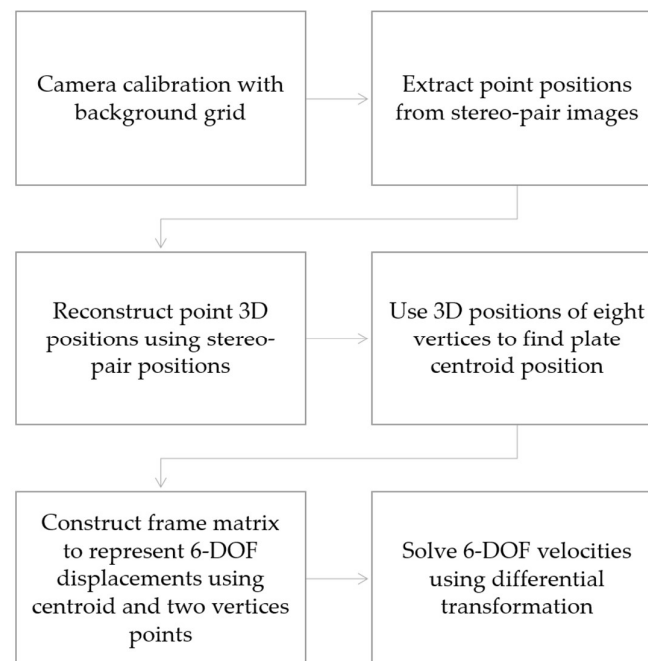 Camera calibration with
background grid
Extract point positions
from stereo-pair images
Reconstruct point 3D
positions using stereo-
pair positions
Use 3D positions of eight
vertices to find plate
centroid position
Construct frame matrix
to represent 6-DOF
displacements using
centroid and two vertices
points
Solve 6-DOF velocities
using differential
transformation